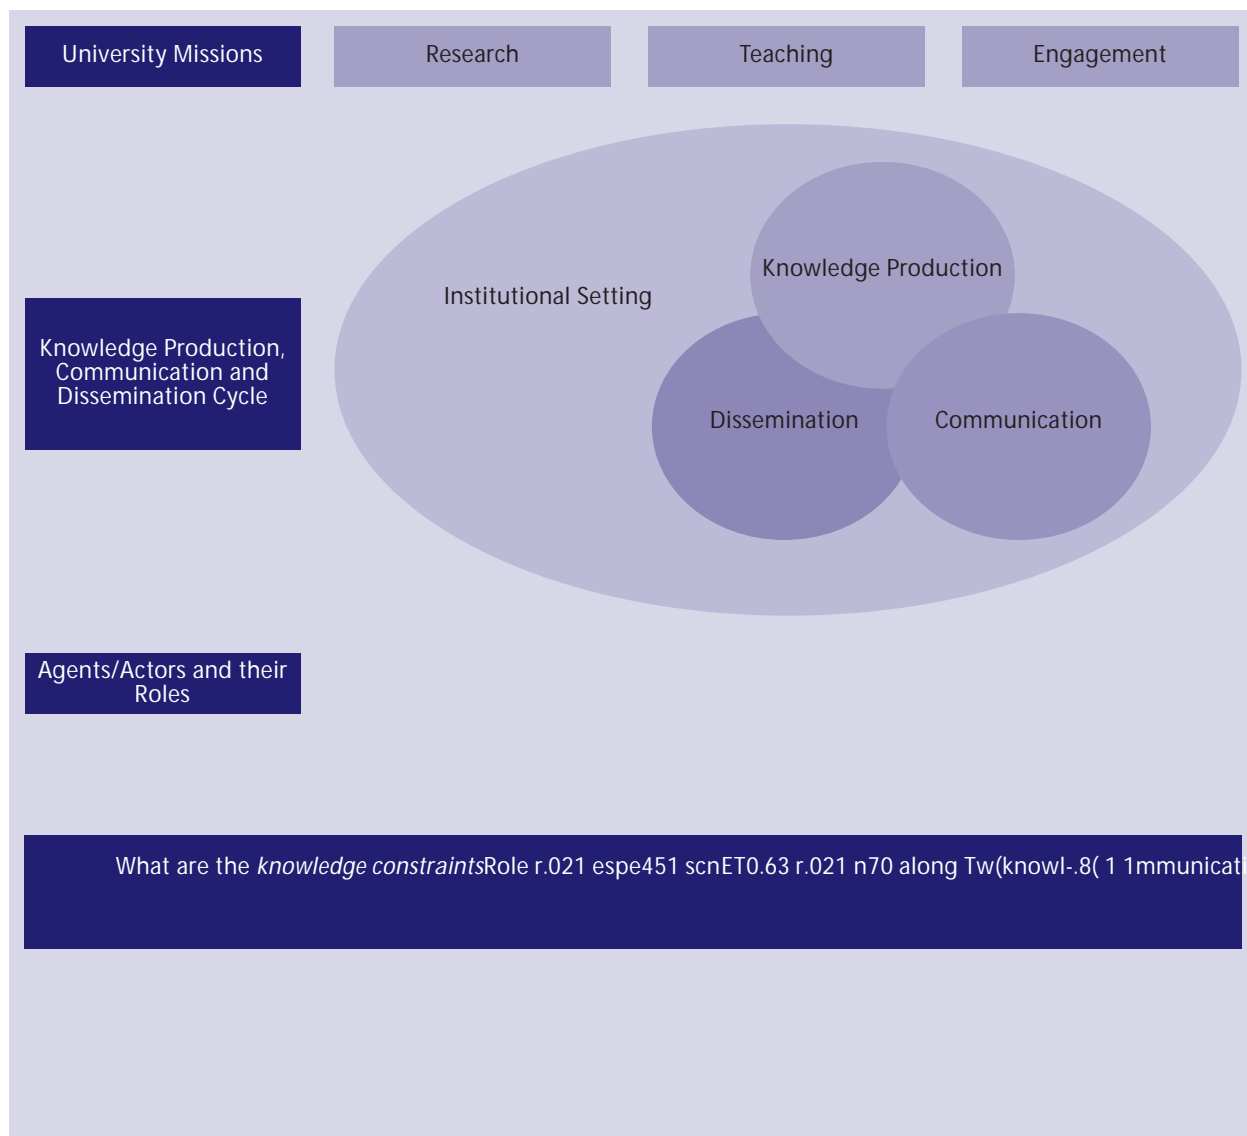 University Missions
Research
Teaching
Engagement
Institutional Setting
Knowledge Production
Knowledge Production,
Communication and
Dissemination Cycle
Dissemination
Communication
Agents/Actors and their
Roles
What are the knowledge constraintsRole r.021 espe451 scnET0.63 r.021 n70 along Tw(knowl-.8( 1 1mmunicati